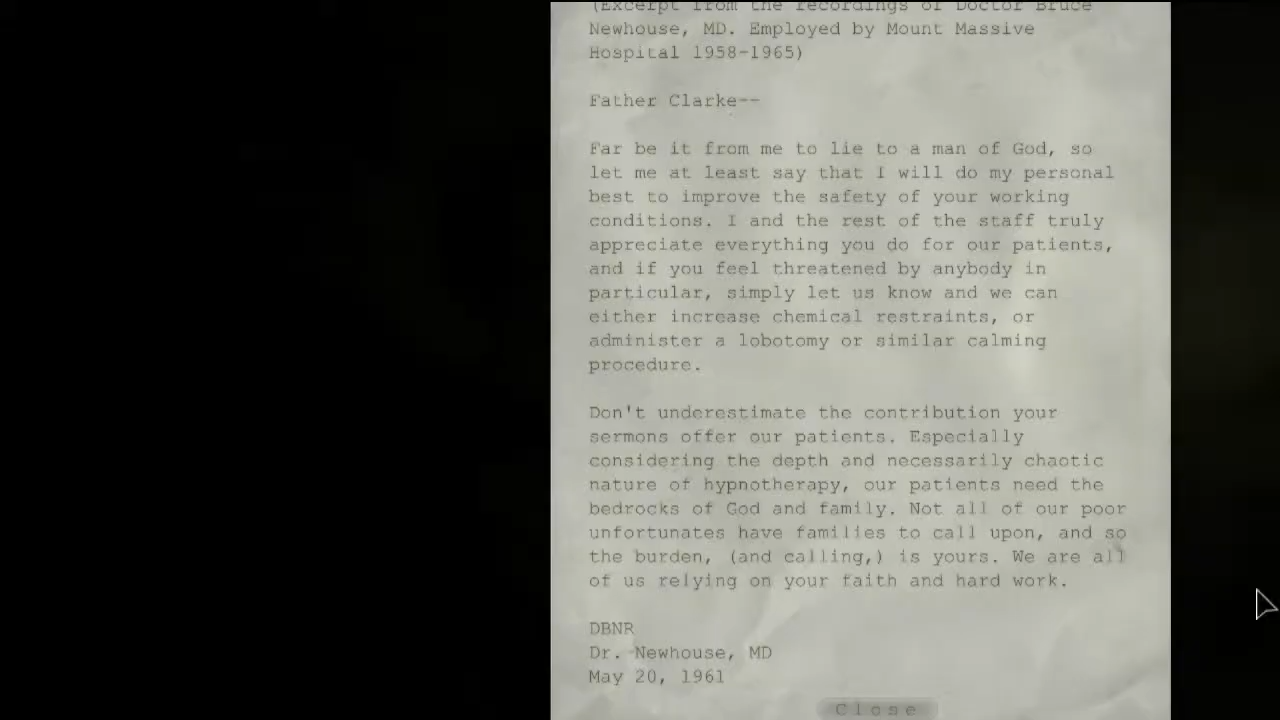 (Excerpt from the recordings of Doctor Bruce
Newhouse, MD. Employed by Mount Massive
Hospital 1958-1965)
Father Clarke--
Far be it from me to lie to a man of God, so
let me at least say that I will do my personal
best to improve the safety of your working
conditions. I and the rest of the staff truly
appreciate everything you do for our patients,
and if you feel threatened by anybody in
particular, simply let us know and we can
either increase chemical restraints, or
administer a lobotomy or similar calming
procedure.
Don't underestimate the contribution your
sermons offer our patients. Especially
considering the depth and necessarily chaotic
nature of hypnotherapy, our patients need the
bedrocks of God and family. Not all of our poor
unfortunates have families to call upon, and so
the burden, (and calling,) is yours. We are all
of us relying on your faith and hard work.
DBNR
Dr. Newhouse, MD
May 20, 1961
Close